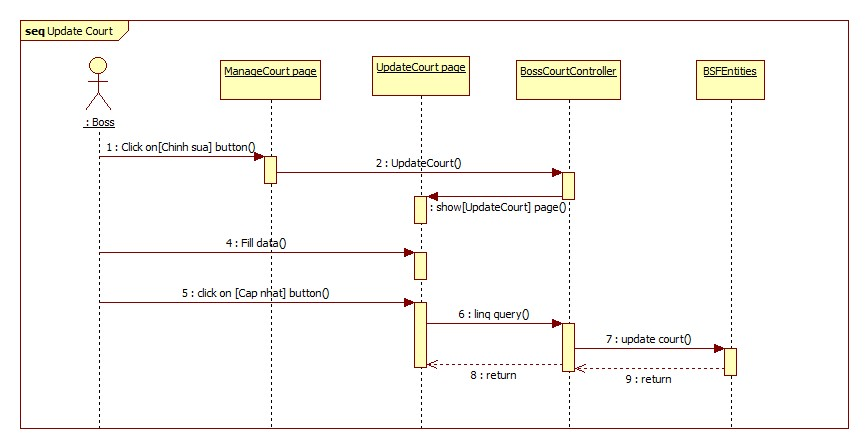 seq Update Court
ManageCourt page
UpdateCourt page
BossCourtController
BSFEntities
: Boss
1 : Click on[Chinh sua] button()
2 : UpdateCourt()
: show[UpdateCourt] page()
4 : Fill data()
5 : click on [Cap nhat] button()
6 : linq query()
7 : update court()
8 : return
9 : return